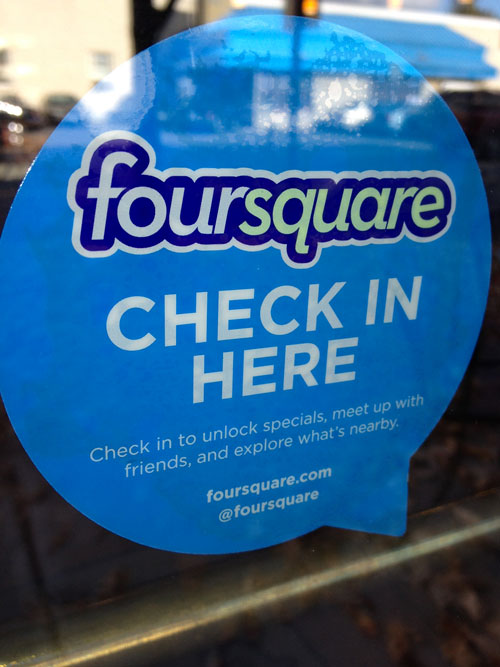 foursquare
CHECK IN
HERE
Check in to unlock specials, meet up with
friends, and explore what's nearby.
foursquare.com
@foursquare